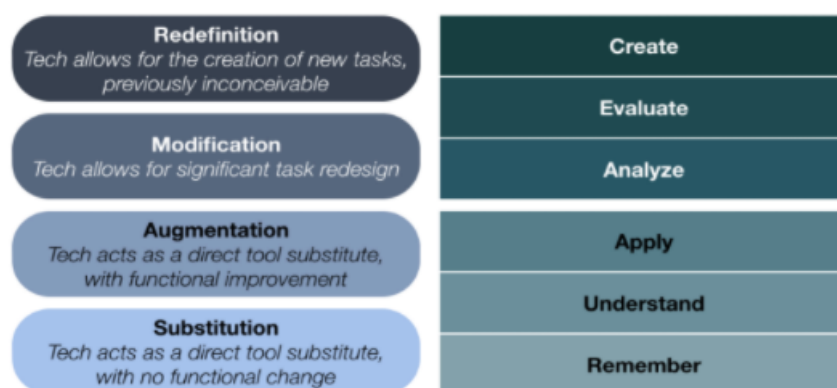 Redefinition
Tech allows for the creation of new tasks,
previously inconceivable
Modification
Tech allows for significant task redesign
Augmentation
Tech acts as a direct tool substitute,
with functional improvement
Substitution
Tech acts as a direct tool substitute,
with no functional change
Create
Evaluate
Analyze
Apply
Understand
Remember